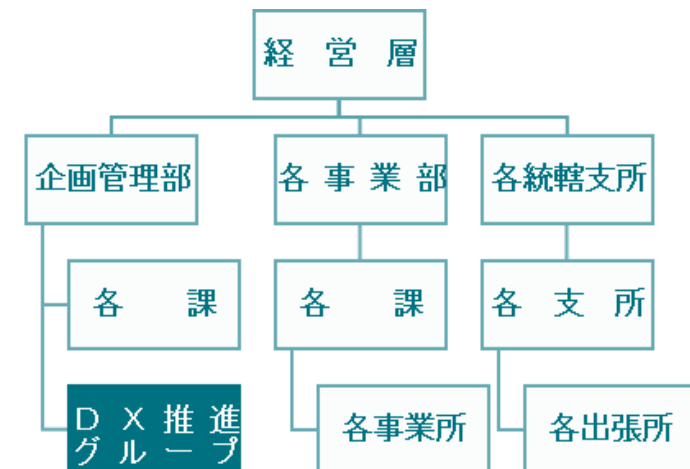 経営層
企画管理部
各事業部
各統轄支所
各課
各課
各支所
DX推進
グループ
各事業所
各出張所